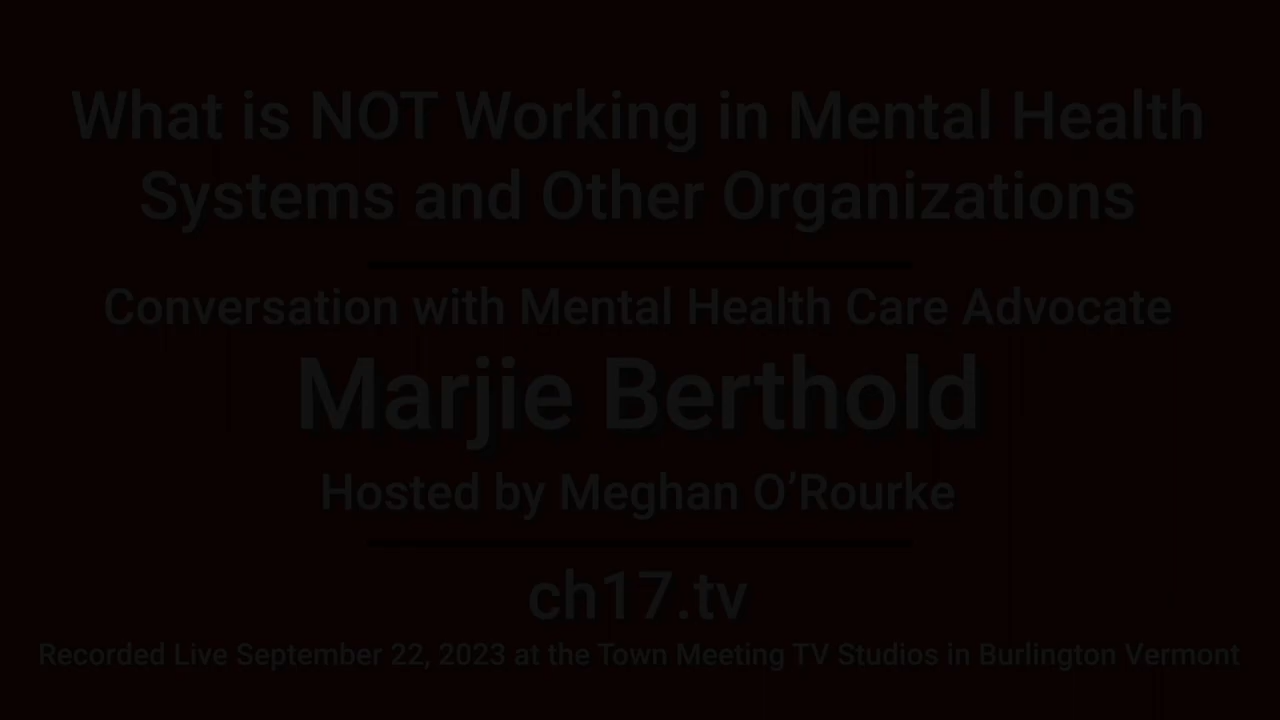 What is NOT Working in Mental Health
Systems and Other Organizations
Conversation with Mental Health Care Advocate
Marjie Berthold
Hosted by Meghan O’Rourke
ch17.tv
Recorded Live September 22, 2023 at the Town Meeting TV Studios in Burlington Vermont